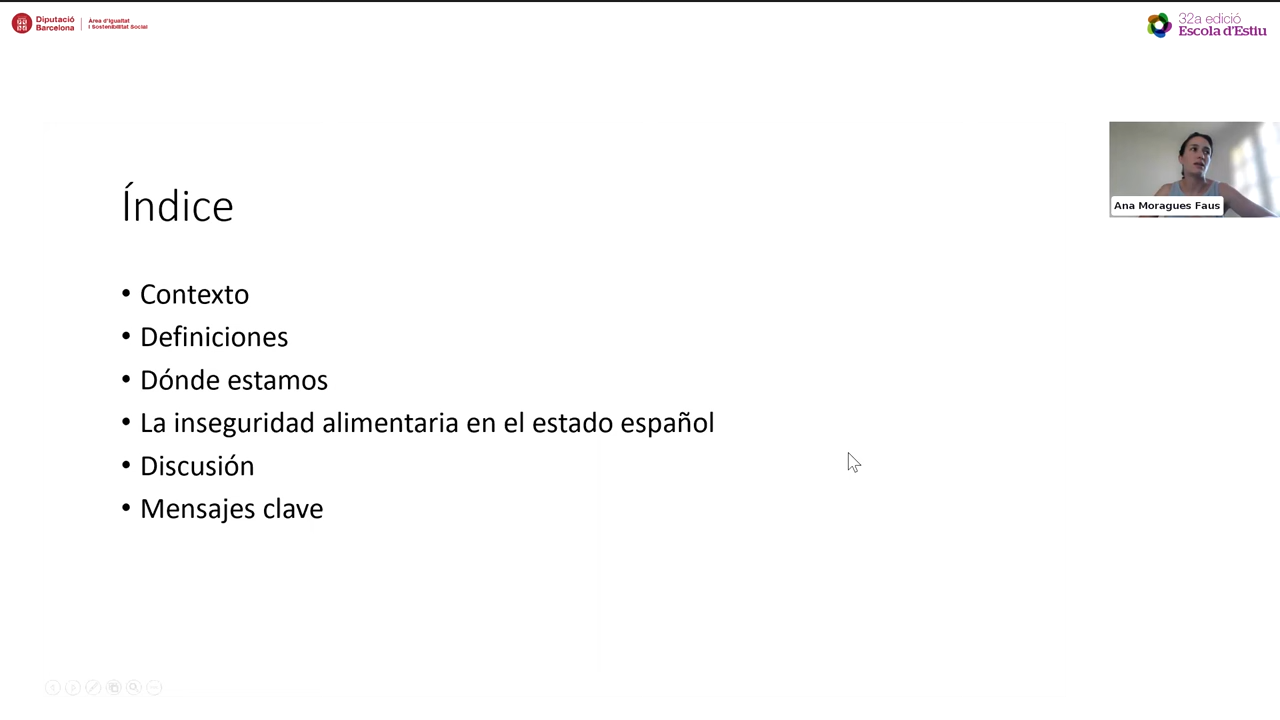 Diputació
Barcelona
Àrea d'Igualtat
i Sostenibilitat Social
32a edició
Escola d'Estiu
Ana Moragues Faus
Índice
• Contexto
• Definiciones
• Dónde estamos
• La inseguridad alimentaria en el estado español
• Discusión
• Mensajes clave